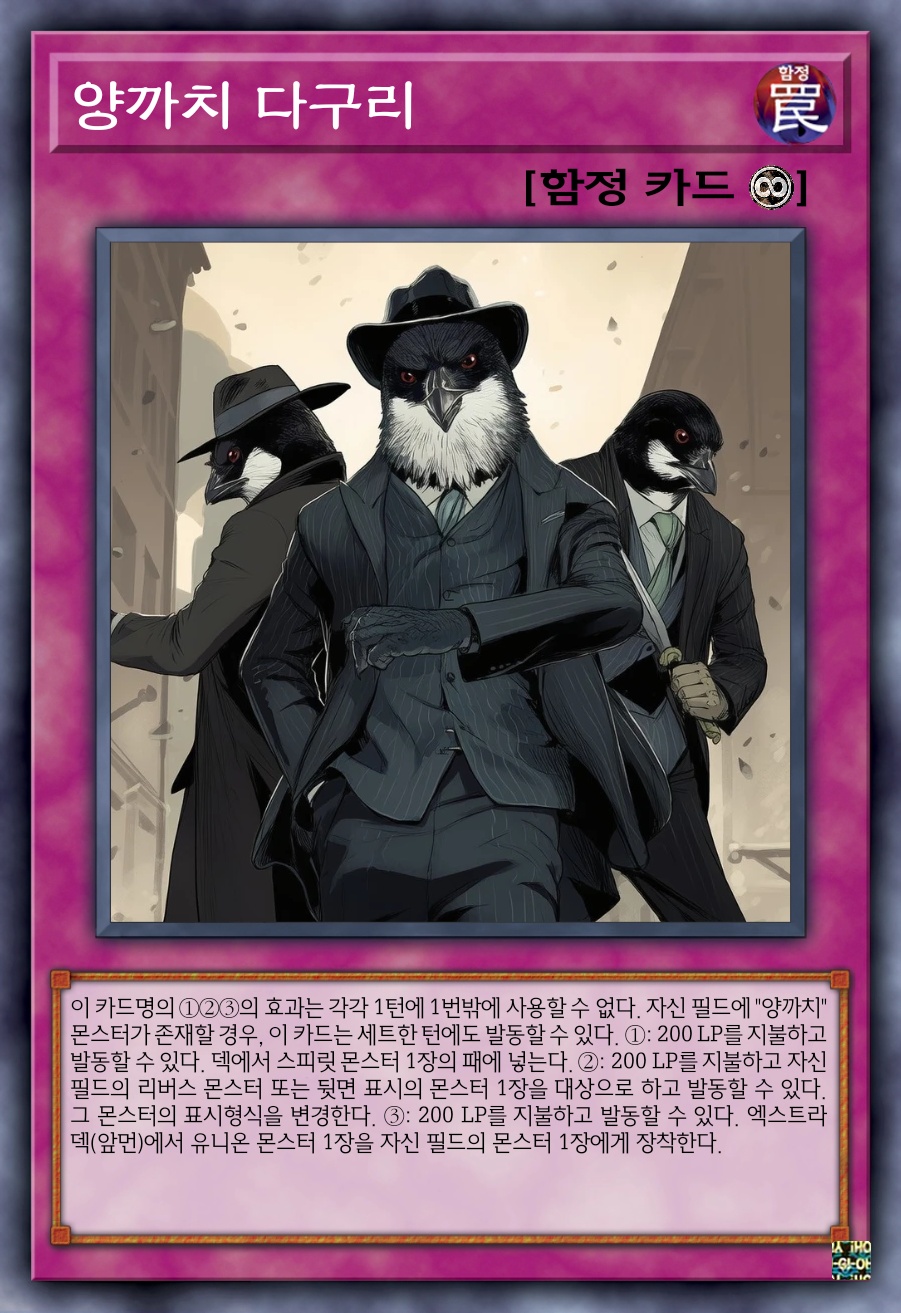 양까치 다구리
함정
罠
[함정 카드 ]
이 카드명의 ①②③의 효과는 각각 1턴에 1번밖에 사용할 수 없다. 자신 필드에 "양까치"
몬스터가 존재할 경우, 이 카드는 세트한 턴에도 발동할 수 있다. ①: 200 LP를 지불하고
발동할 수 있다. 덱에서 스피릿 몬스터 1장의 패에 넣는다. ②: 200 LP를 지불하고 자신
필드의 리버스 몬스터 또는 뒷면 표시의 몬스터 1장을 대상으로 하고 발동할 수 있다.
그 몬스터의 표시형식을 변경한다. ③: 200 LP를 지불하고 발동할 수 있다. 엑스트라
덱(앞먼)에서 유니온 몬스터 1장을 자신 필드의 몬스터 1장에게 장착한다.